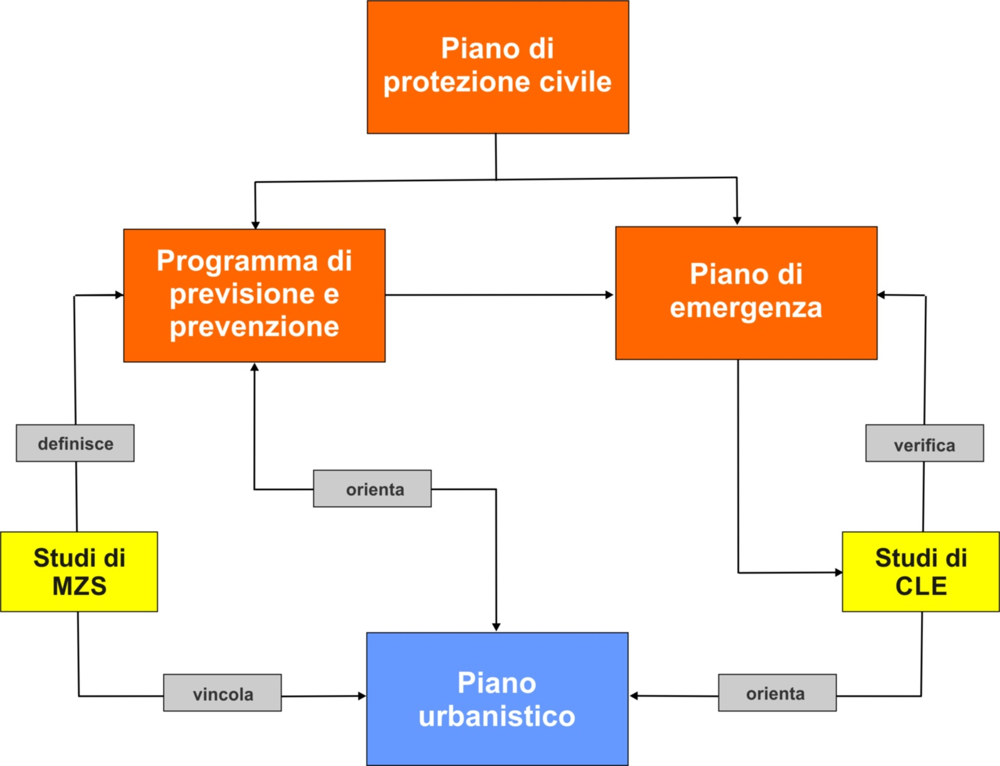 Piano di
protezione civile
Programma di
previsione e
prevenzione
Piano di
emergenza
definisce
verifica
orienta
Studi di
MZS
Studi di
CLE
vincola
Piano
urbanistico
orienta